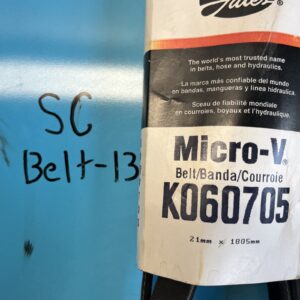 SC
Belt-13
Gates
The world's most trusted name
in belts, hose and hydraulics.
La marca más confiable del mundo
en bandas, mangueras y línea hidráulica.
Sceau de fiabilité mondiale
en courroies, boyaux et l'hydraulique.
Micro-V®
Belt/Banda/Courroie
K060705
21mm x 1805mm